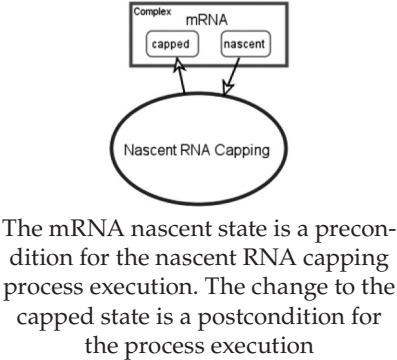 Complex
mRNA
capped nascent
Nascent RNA Capping
The mRNA nascent state is a precon-
dition for the nascent RNA capping
process execution. The change to the
capped state is a postcondition for
the process execution